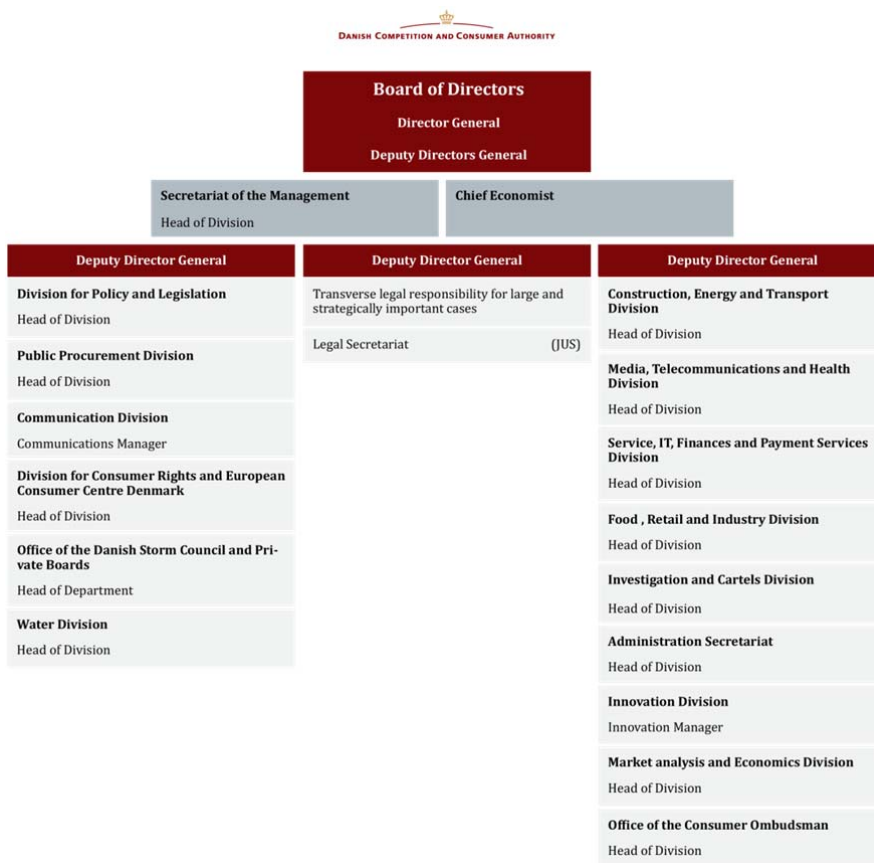 DANISH COMPETITION AND CONSUMER AUTHORITY
Board of Directors
Director General
Deputy Directors General
Secretariat of the Management
Head of Division
Chief Economist
Deputy Director General
Division for Policy and Legislation
Head of Division
Public Procurement Division
Head of Division
Communication Division
Communications Manager
Division for Consumer Rights and European
Consumer Centre Denmark
Head of Division
Office of the Danish Storm Council and Pri-
vate Boards
Head of Department
Water Division
Head of Division
Deputy Director General
Transverse legal responsibility for large and
strategically important cases
Legal Secretariat (JUS)
Deputy Director General
Construction, Energy and Transport
Division
Head of Division
Media, Telecommunications and Health
Division
Head of Division
Service, IT, Finances and Payment Services
Division
Head of Division
Food , Retail and Industry Division
Head of Division
Investigation and Cartels Division
Head of Division
Administration Secretariat
Head of Division
Innovation Division
Innovation Manager
Market analysis and Economics Division
Head of Division
Office of the Consumer Ombudsman
Head of Division